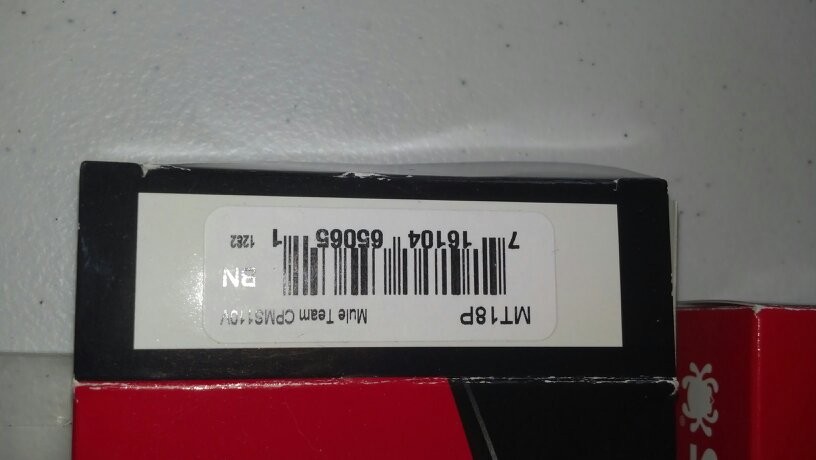 MT18P Mule Team CPMS110V
BN
7 16104 65065 1 1282
S